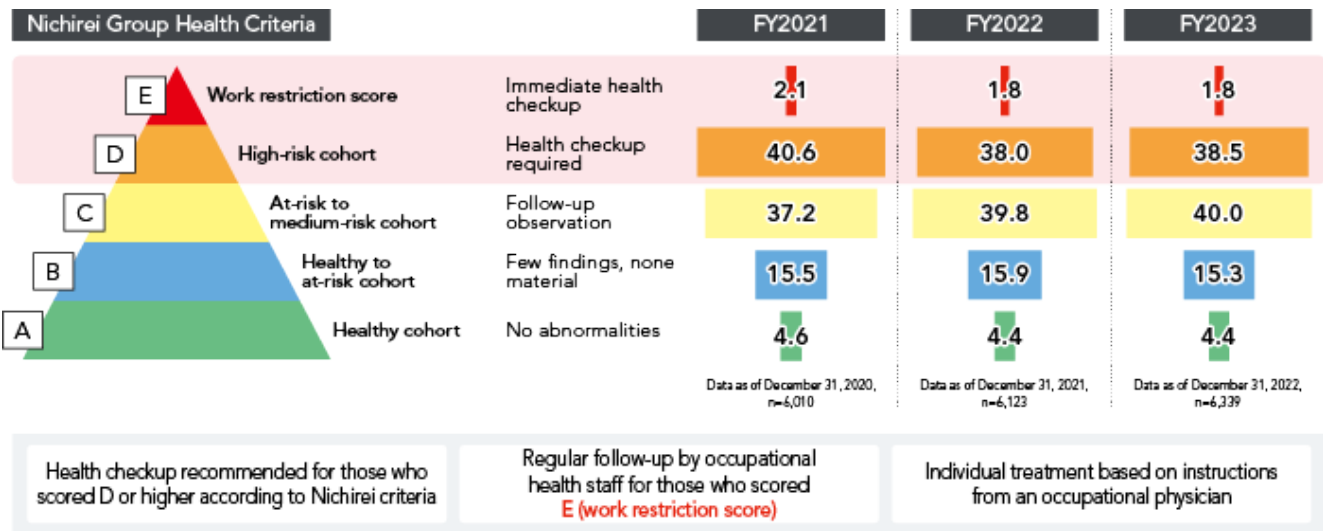 Nichirei Group Health Criteria
FY2021
FY2022
FY2023
E
Work restriction score
Immediate health
checkup
2.1
1.8
1.8
D
High-risk cohort
Health checkup
required
40.6
38.0
38.5
C
At-risk to
medium-risk cohort
Follow-up
observation
37.2
39.8
40.0
B
Healthy to
at-risk cohort
Few findings, none
material
15.5
15.9
15.3
A
Healthy cohort
No abnormalities
4.6
4.4
4.4
Data as of December 31, 2020,
n=6,010
Data as of December 31, 2021,
n=6,123
Data as of December 31, 2022,
n=6,339
Health checkup recommended for those who
scored D or higher according to Nichirei criteria
Regular follow-up by occupational
health staff for those who scored
E (work restriction score)
Individual treatment based on instructions
from an occupational physician